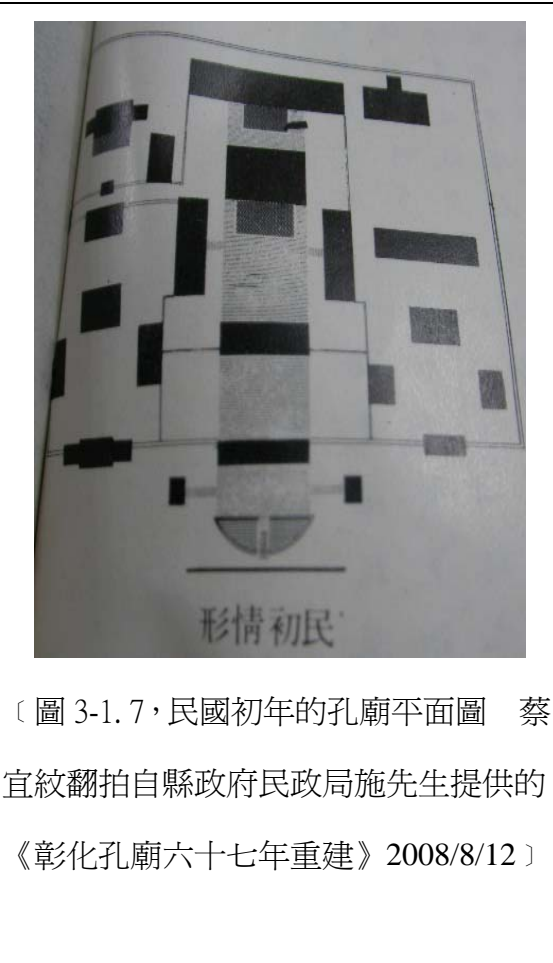 形情初民
〔圖 3-1.7，民國初年的孔廟平面圖　蔡
宜紋翻拍自縣政府民政局施先生提供的
《彰化孔廟六十七年重建》2008/8/12〕